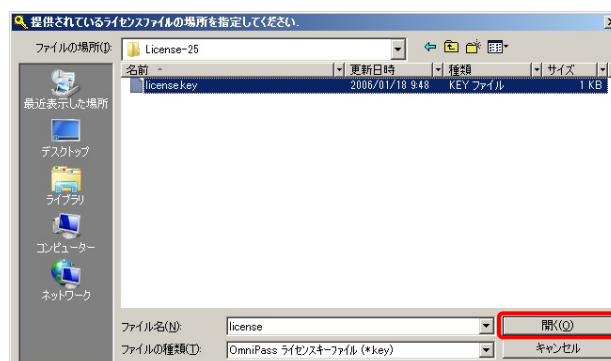 提供されているライセンスファイルの場所を指定してください.
ファイルの場所(I):
License-25
名前
更新日時
種類
サイズ
license.key
2006/01/18 9:48
KEY ファイル
1 KB
最近表示した場所
デスクトップ
ライブラリ
コンピューター
ネットワーク
ファイル名(N):
license
開く(O)
ファイルの種類(T):
OmniPass ライセンスキーファイル (*.key)
キャンセル